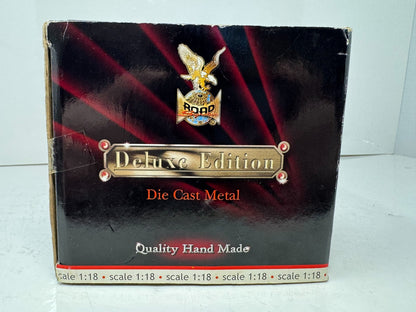 ROAD
Deluxe Edition
Die Cast Metal
Quality Hand Made
scale 1:18 • scale 1:18 • scale 1:18 • scale 1:18 • scale 1:18 •